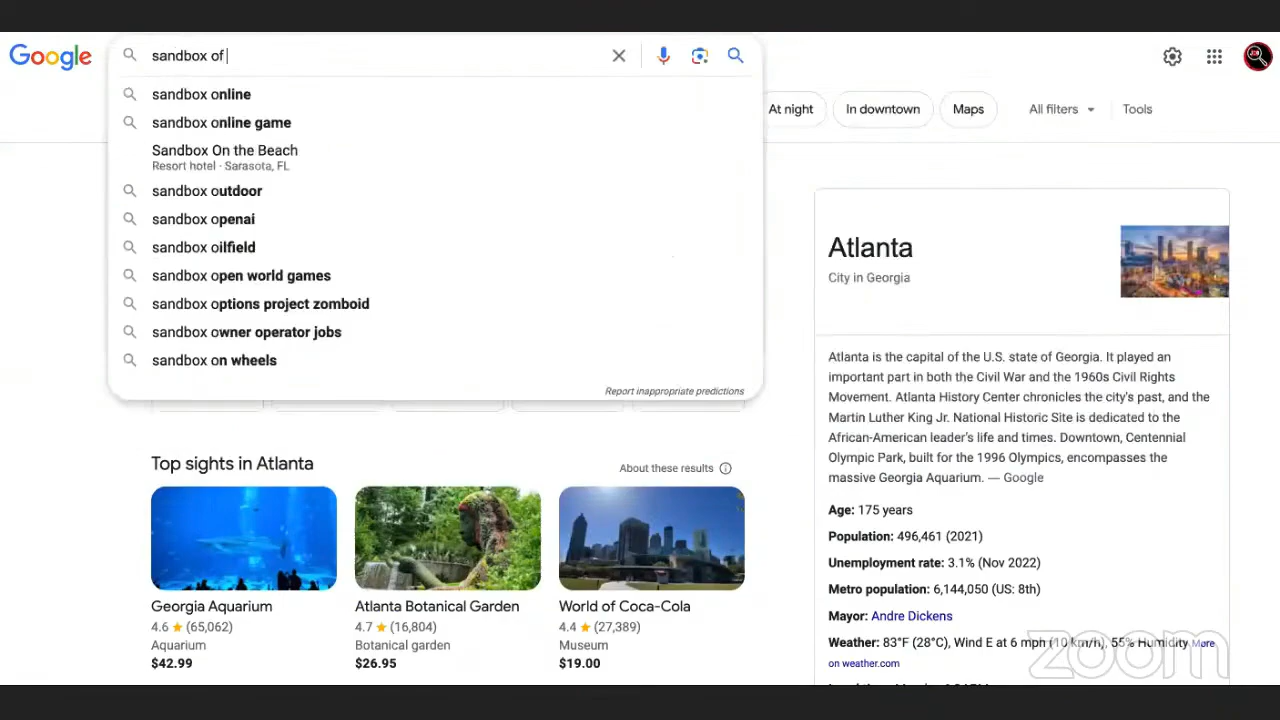 Google
sandbox of
sandbox online
sandbox online game
Sandbox On the Beach
Resort hotel · Sarasota, FL
sandbox outdoor
sandbox openai
sandbox oilfield
sandbox open world games
sandbox options project zomboid
sandbox owner operator jobs
sandbox on wheels
Report inappropriate predictions
At night
In downtown
Maps
All filters
Tools
Top sights in Atlanta
About these results
Georgia Aquarium
4.6 ★ (65,062)
Aquarium
$42.99
Atlanta Botanical Garden
4.7 ★ (16,804)
Botanical garden
$26.95
World of Coca-Cola
4.4 ★ (27,389)
Museum
$19.00
Atlanta
City in Georgia
Atlanta is the capital of the U.S. state of Georgia. It played an
important part in both the Civil War and the 1960s Civil Rights
Movement. Atlanta History Center chronicles the city's past, and the
Martin Luther King Jr. National Historic Site is dedicated to the
African-American leader's life and times. Downtown, Centennial
Olympic Park, built for the 1996 Olympics, encompasses the
massive Georgia Aquarium. — Google
Age: 175 years
Population: 496,461 (2021)
Unemployment rate: 3.1% (Nov 2022)
Metro population: 6,144,050 (US: 8th)
Mayor: Andre Dickens
Weather: 83°F (28°C), Wind E at 6 mph (10 km/h), 55% Humidity More
on weather.com
zoom